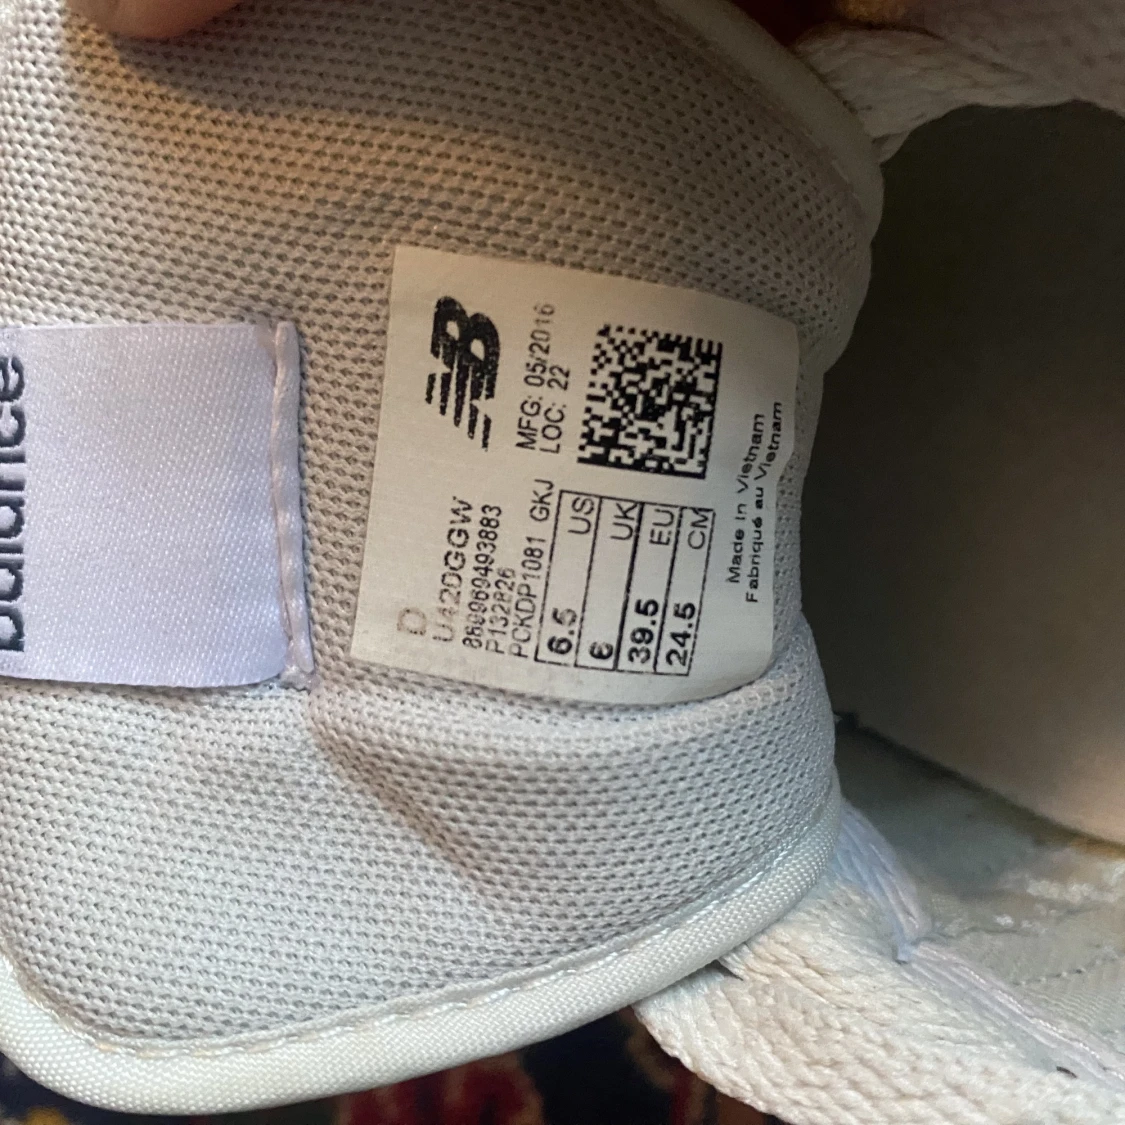 balance
NB
MFG: 05/2016
LOC: 22
D
U420GGW
P132826
PCKDP1081 GKJ
6.5 US
6 UK
39.5 EU
24.5 CM
Made in Vietnam
Fabriqué au Vietnam